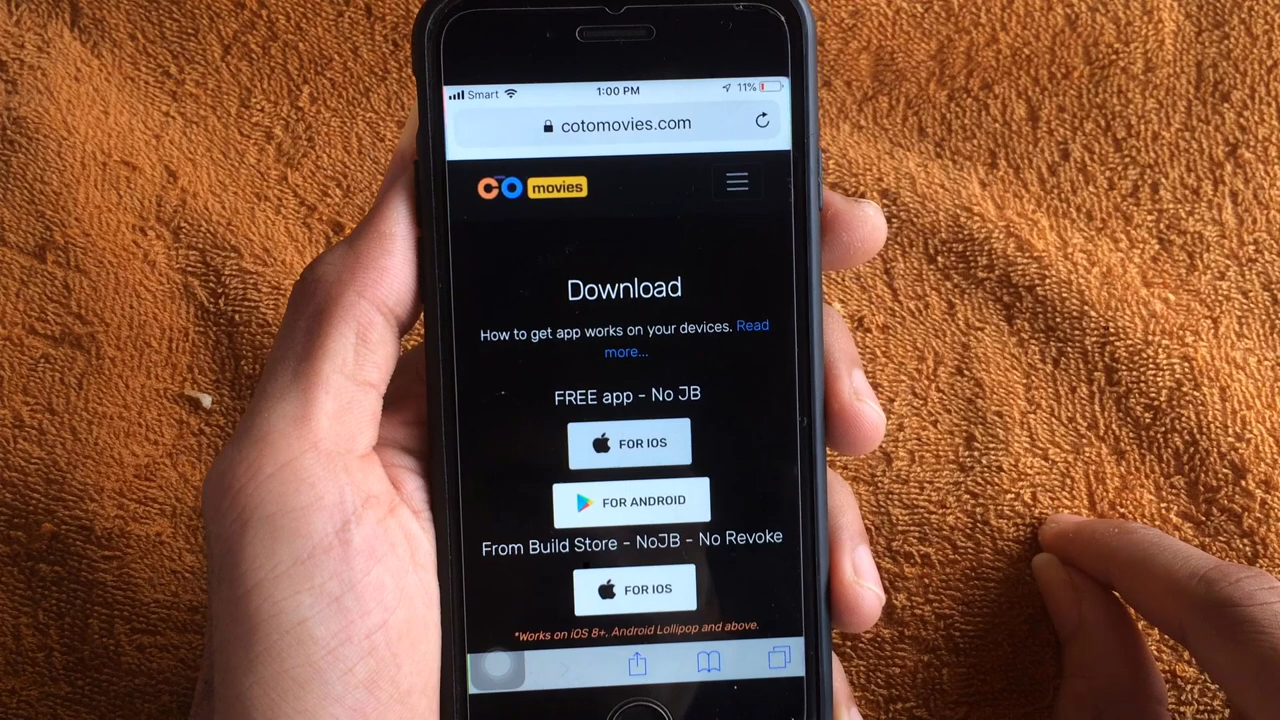 Smart 1:00 PM 11%
cotomovies.com
COTO movies
Download
How to get app works on your devices. Read
more...
FREE app - No JB
FOR IOS
FOR ANDROID
From Build Store - NoJB - No Revoke
FOR IOS
*Works on iOS 8+, Android Lollipop and above.